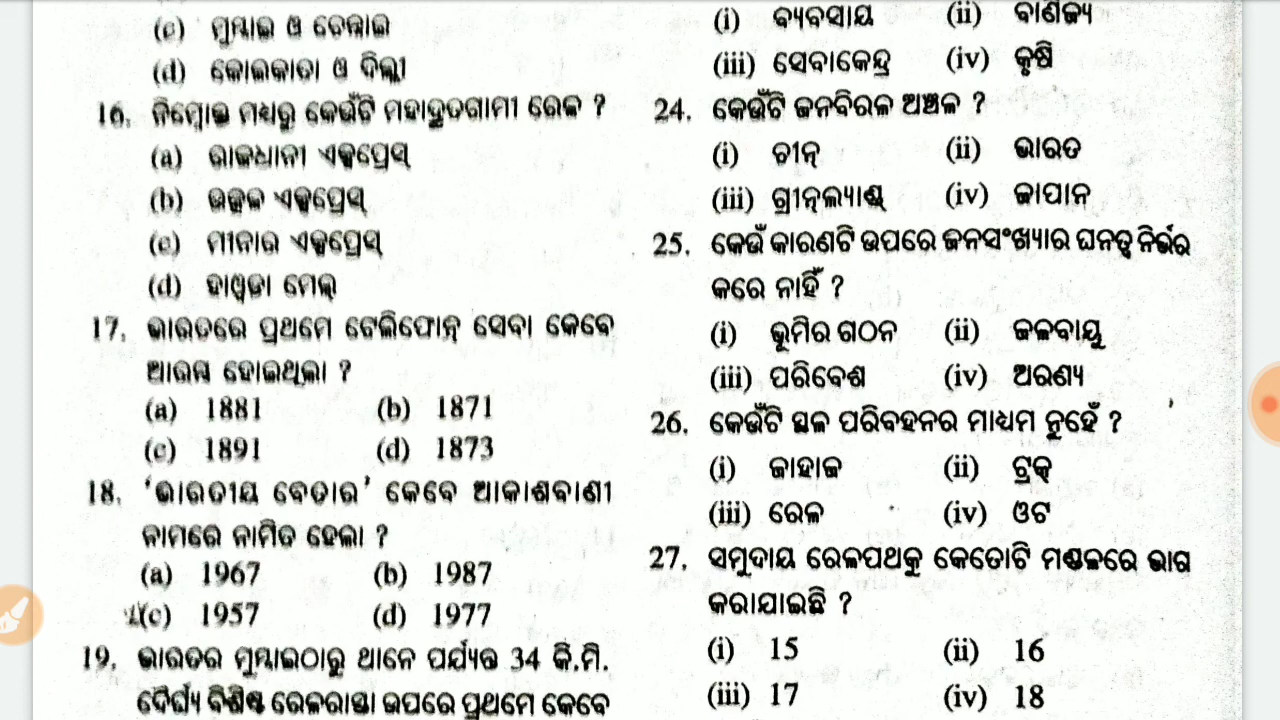 (c) ମୁମ୍ବାଇ ଓ ଚେନ୍ନାଇ
(d) କୋଲକାତା ଓ ଦିଲ୍ଲୀ
16. ନିମ୍ନୋକ୍ତ ମଧ୍ୟରୁ କେଉଁଟି ମହାଦ୍ରୁତଗାମୀ ରେଳ ?
(a) ରାଜଧାନୀ ଏକ୍ସପ୍ରେସ୍
(b) ଉତ୍କଳ ଏକ୍ସପ୍ରେସ୍
(c) ମୀନାର ଏକ୍ସପ୍ରେସ୍
(d) ହାଓ୍ବଡା ମେଲ୍
17. ଭାରତରେ ପ୍ରଥମେ ଟେଲିଫୋନ୍ ସେବା କେବେ
ଆରମ୍ଭ ହୋଇଥିଲା ?
(a) 1881 (b) 1871
(c) 1891 (d) 1873
18. ‘ଭାରତୀୟ ବେତାର’ କେବେ ଆକାଶବାଣୀ
ନାମରେ ନାମିତ ହେଲା ?
(a) 1967 (b) 1987
(c) 1957 (d) 1977
19. ଭାରତର ମୁମ୍ବାଇଠାରୁ ଥାନେ ପର୍ଯ୍ୟନ୍ତ 34 କି.ମି.
ଦୈର୍ଘ୍ୟ ବିଶିଷ୍ଟ ରେଳରାସ୍ତା ଉପରେ ପ୍ରଥମେ କେବେ
(i) ବ୍ୟବସାୟ (ii) ବାଣିଜ୍ୟ
(iii) ସେବାକେନ୍ଦ୍ର (iv) କୃଷି
24. କେଉଁଟି ଜନବିରଳ ଅଞ୍ଚଳ ?
(i) ଚୀନ୍ (ii) ଭାରତ
(iii) ଗ୍ରୀନ୍‌ଲ୍ୟାଣ୍ଡ (iv) ଜାପାନ
25. କେଉଁ କାରଣଟି ଉପରେ ଜନସଂଖ୍ୟାର ଘନତ୍ୱ ନିର୍ଭର
କରେ ନାହିଁ ?
(i) ଭୂମିର ଗଠନ (ii) ଜଳବାୟୁ
(iii) ପରିବେଶ (iv) ଅରଣ୍ୟ
26. କେଉଁଟି ସ୍ଥଳ ପରିବହନର ମାଧ୍ୟମ ନୁହେଁ ?
(i) ଜାହାଜ (ii) ଟ୍ରକ୍
(iii) ରେଳ (iv) ଓଟ
27. ସମୁଦାୟ ରେଳପଥକୁ କେତୋଟି ମଣ୍ଡଳରେ ଭାଗ
କରାଯାଇଛି ?
(i) 15 (ii) 16
(iii) 17 (iv) 18